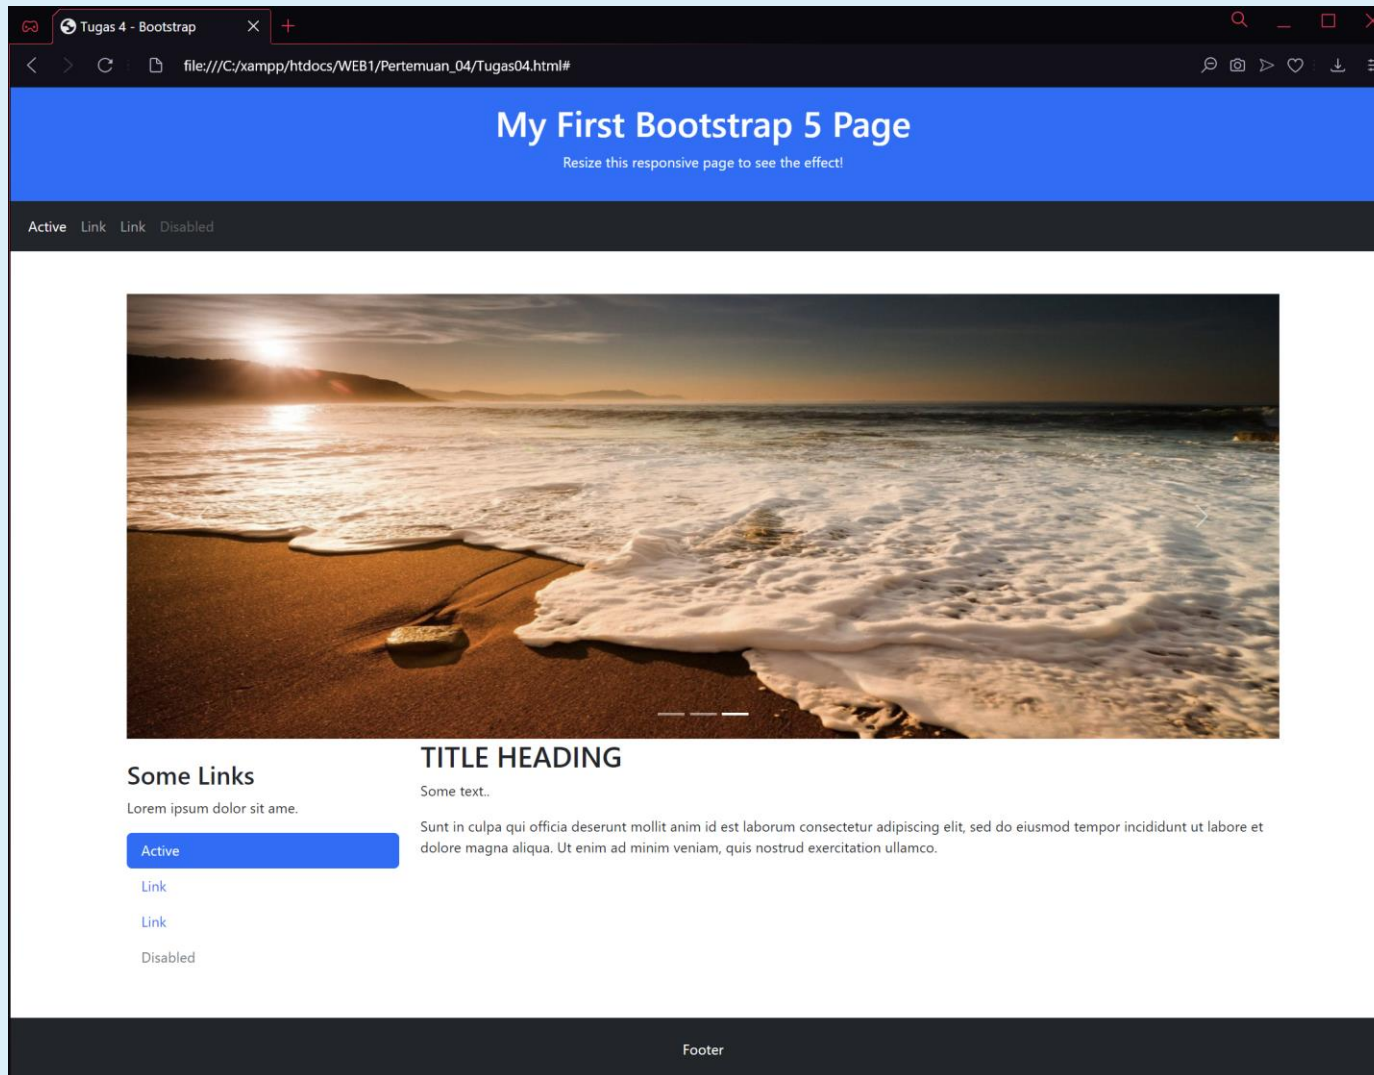 Tugas 4 - Bootstrap
file:///C:/xampp/htdocs/WEB1/Pertemuan_04/Tugas04.html#
My First Bootstrap 5 Page
Resize this responsive page to see the effect!
Active Link Link Disabled
Some Links
Lorem ipsum dolor sit ame.
Active
Link
Link
Disabled
TITLE HEADING
Some text..
Sunt in culpa qui officia deserunt mollit anim id est laborum consectetur adipiscing elit, sed do eiusmod tempor incididunt ut labore et
dolore magna aliqua. Ut enim ad minim veniam, quis nostrud exercitation ullamco.
Footer